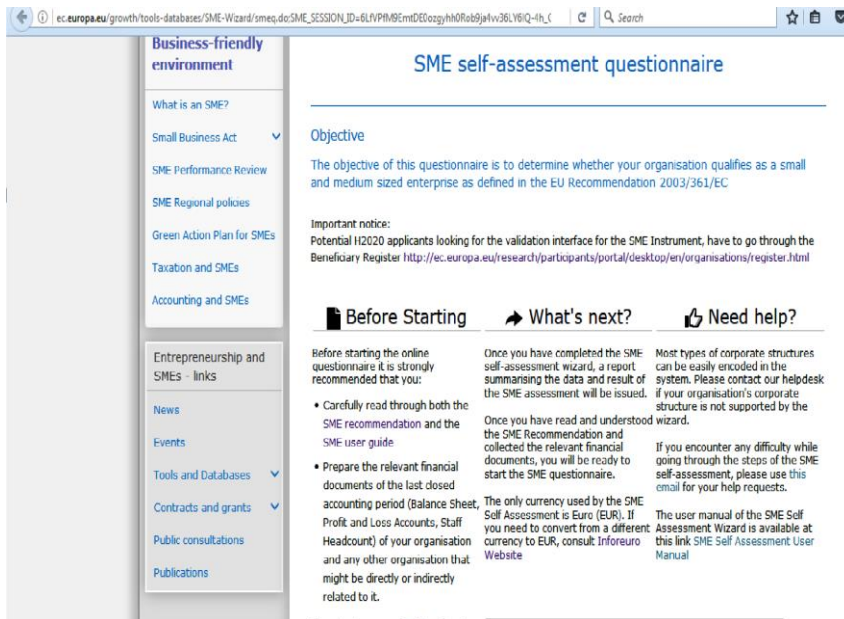 ec.europa.eu/growth/tools-databases/SME-Wizard/smeq.do;SME_SESSION_ID=
Search
Business-friendly
environment
What is an SME?
Small Business Act
SME Performance Review
SME Regional policies
Green Action Plan for SMEs
Taxation and SMEs
Accounting and SMEs
Entrepreneurship and
SMEs - links
News
Events
Tools and Databases
Contracts and grants
Public consultations
Publications
SME self-assessment questionnaire
Objective
The objective of this questionnaire is to determine whether your organisation qualifies as a small
and medium sized enterprise as defined in the EU Recommendation 2003/361/EC
Important notice:
Potential H2020 applicants looking for the validation interface for the SME Instrument, have to go through the
Beneficiary Register http://ec.europa.eu/research/participants/portal/desktop/en/organisations/register.html
Before Starting
Before starting the online
questionnaire it is strongly
recommended that you:
• Carefully read through both the
SME recommendation and the
SME user guide
• Prepare the relevant financial
documents of the last closed
accounting period (Balance Sheet,
Profit and Loss Accounts, Staff
Headcount) of your organisation
and any other organisation that
might be directly or indirectly
related to it.
What's next?
Once you have completed the SME
self-assessment wizard, a report
summarising the data and result of
the SME assessment will be issued.
Once you have read and understood
the SME Recommendation and
collected the relevant financial
documents, you will be ready to
start the SME questionnaire.
The only currency used by the SME
Self Assessment is Euro (EUR). If
you need to convert from a different
currency to EUR, consult Inforeuro
Website
Need help?
Most types of corporate structures
can be easily encoded in the
system. Please contact our helpdesk
if your organisation's corporate
structure is not supported by the
wizard.
If you encounter any difficulty while
going through the steps of the SME
self-assessment, please use this
email for your help requests.
The user manual of the SME Self
Assessment Wizard is available at
this link SME Self Assessment User
Manual